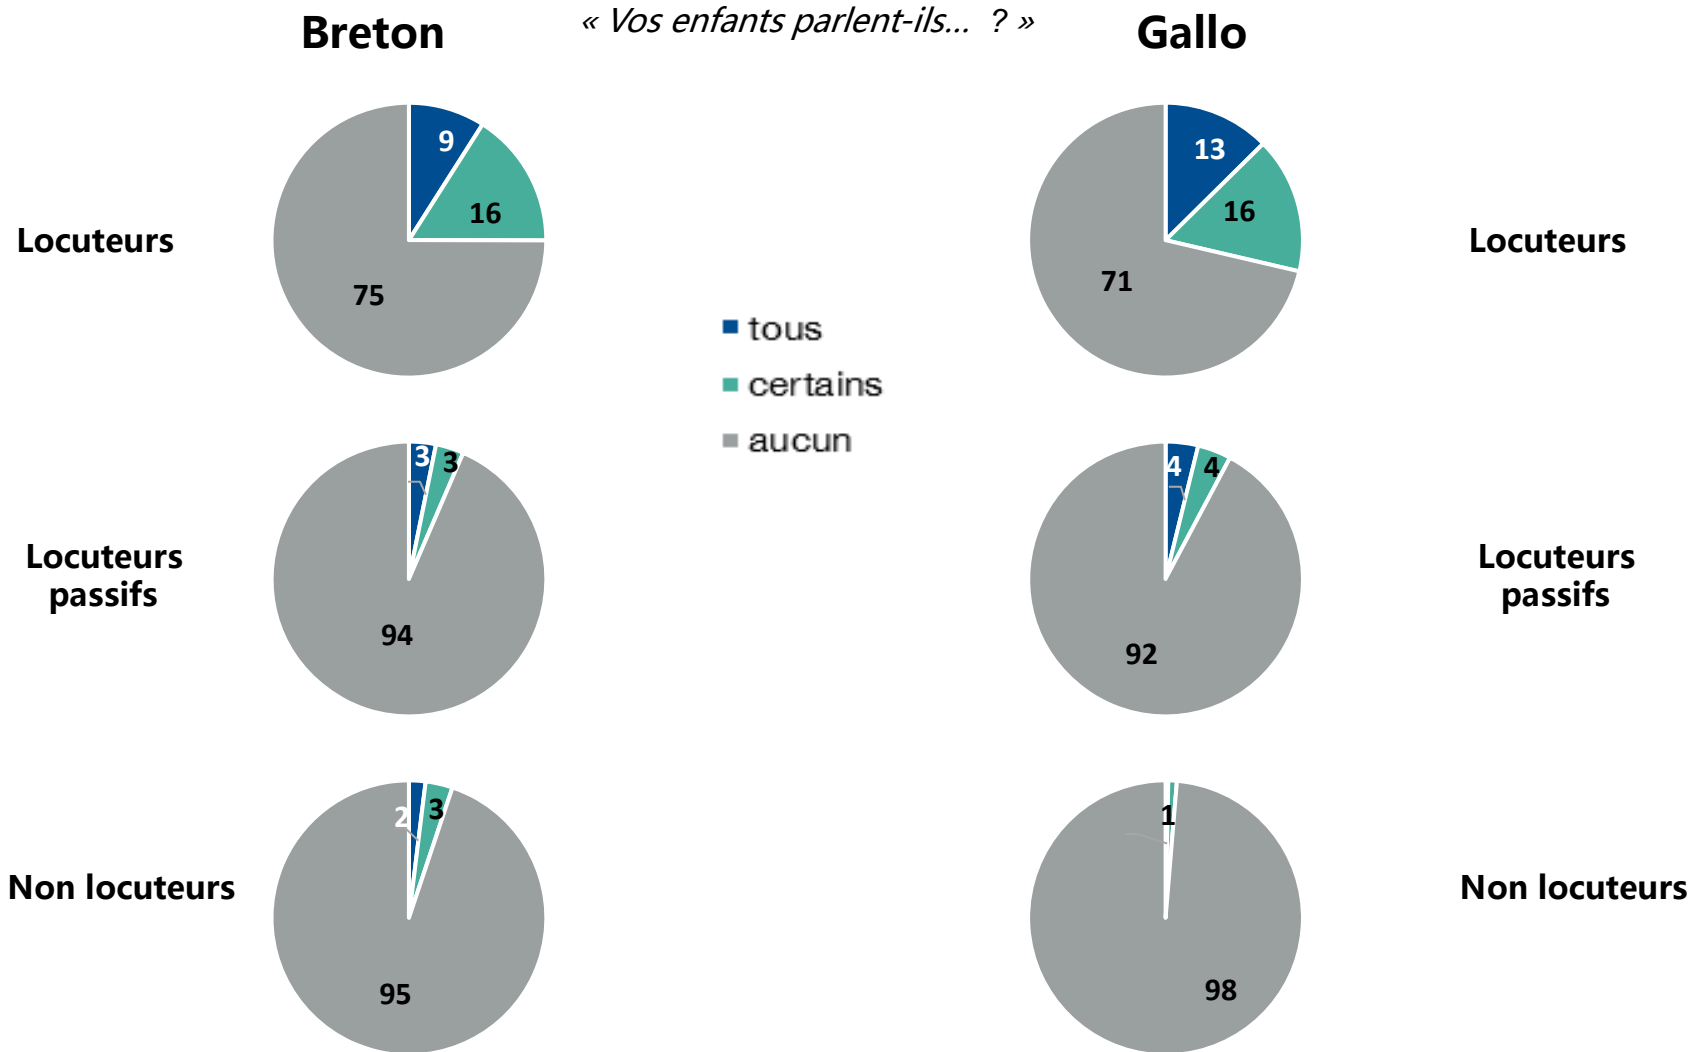 Breton
« Vos enfants parlent-ils... ? »
Gallo
Locuteurs
9
16
75
13
16
71
Locuteurs
tous
certains
aucun
Locuteurs
passifs
3
3
94
4
4
92
Locuteurs
passifs
Non locuteurs
2
3
95
1
98
Non locuteurs